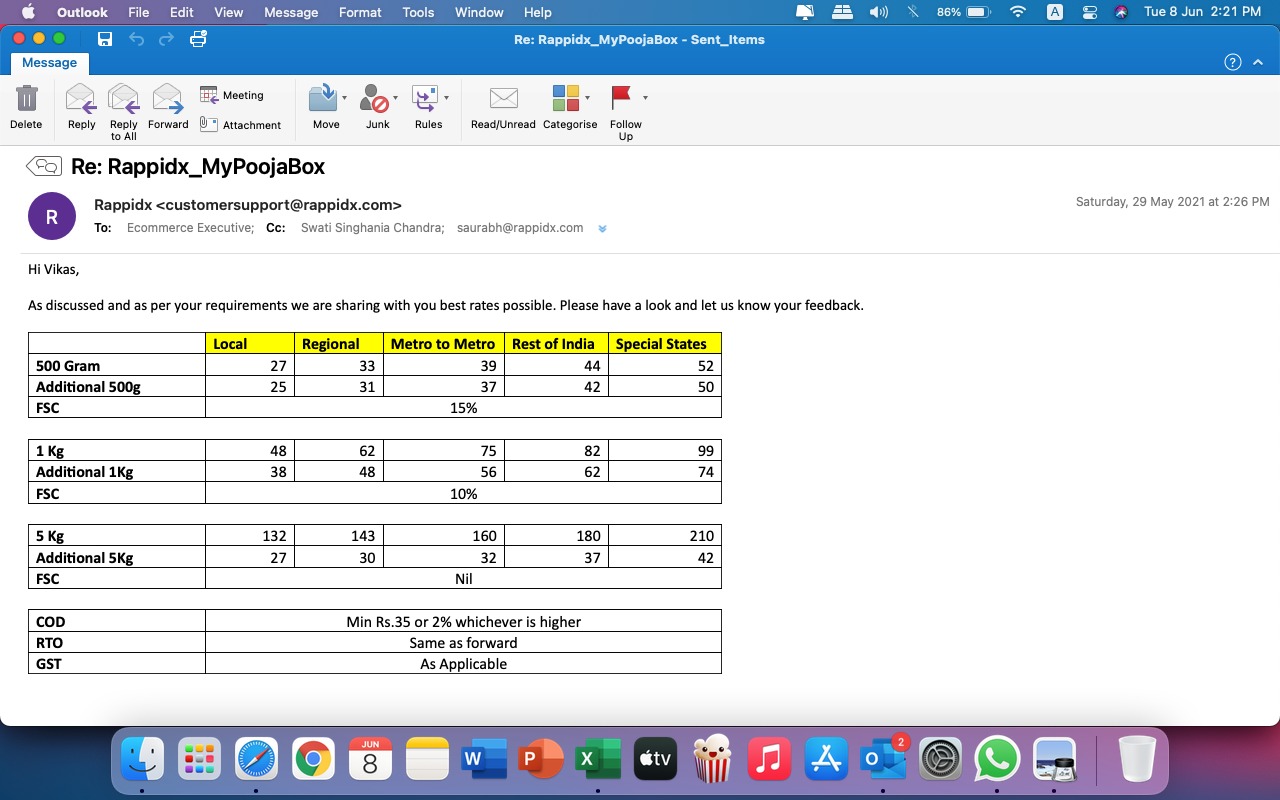 Outlook File Edit View Message Format Tools Window Help 86% A Tue 8 Jun 2:21 PM
Re: Rappidx_MyPoojaBox - Sent_Items
Message ?
Meeting
Attachment
Delete Reply Reply to All Forward Move Junk Rules Read/Unread Categorise Follow Up
Re: Rappidx_MyPoojaBox
R
Rappidx <customersupport@rappidx.com>
Saturday, 29 May 2021 at 2:26 PM
To: Ecommerce Executive; Cc: Swati Singhania Chandra; saurabh@rappidx.com
Hi Vikas,
As discussed and as per your requirements we are sharing with you best rates possible. Please have a look and let us know your feedback.
Local Regional Metro to Metro Rest of India Special States
500 Gram 27 33 39 44 52
Additional 500g 25 31 37 42 50
FSC 15%
1 Kg 48 62 75 82 99
Additional 1Kg 38 48 56 62 74
FSC 10%
5 Kg 132 143 160 180 210
Additional 5Kg 27 30 32 37 42
FSC Nil
COD Min Rs.35 or 2% whichever is higher
RTO Same as forward
GST As Applicable
JUN
8
W P X tv O 2